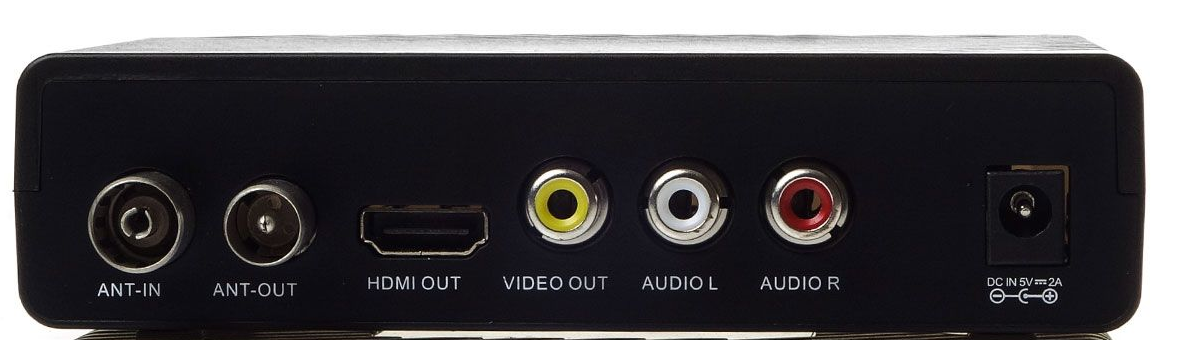 ANT-IN
ANT-OUT
HDMI OUT
VIDEO OUT
AUDIO L
AUDIO R
DC IN 5V⎓2A